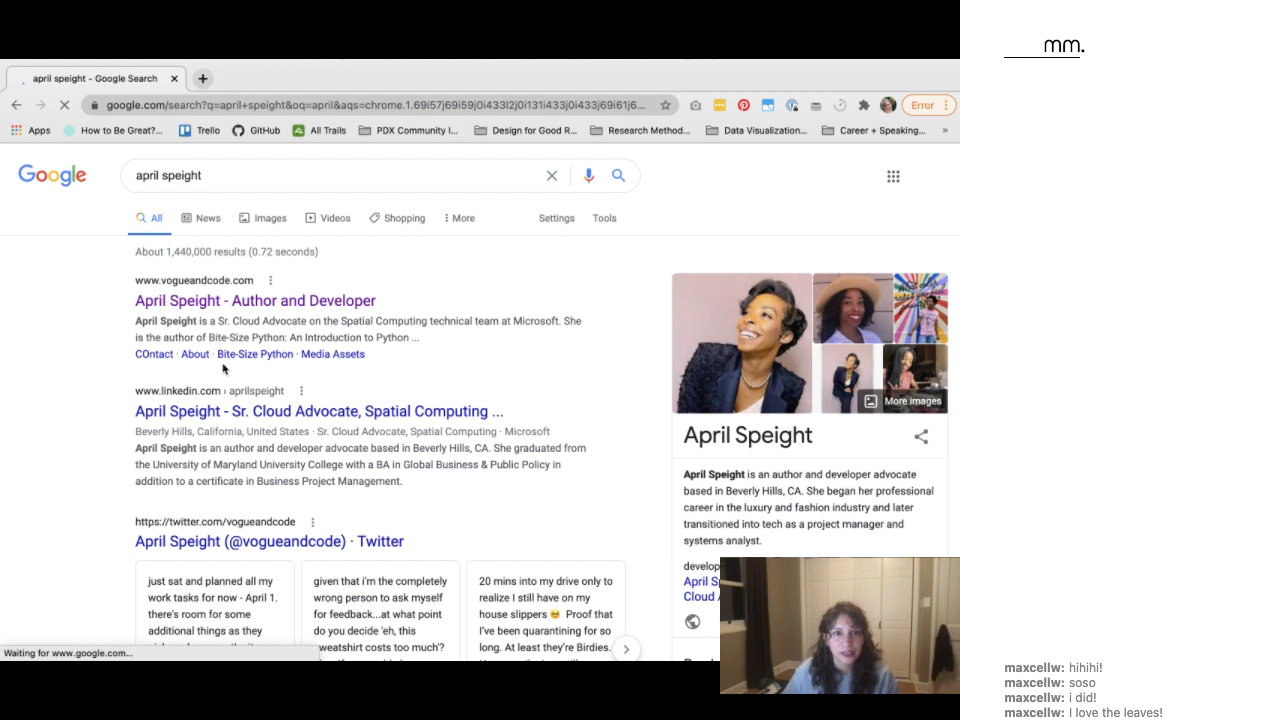 mm.
april speight - Google Search
google.com/search?q=april+speight&oq=april&aqs=chrome.1.69i57j69i59j0i433l2j0i131i433j0i433j69i61j6...
Error
Apps How to Be Great?... Trello GitHub All Trails PDX Community I... Design for Good R... Research Method... Data Visualization... Career + Speaking... »
Google
april speight
All News Images Videos Shopping More Settings Tools
About 1,440,000 results (0.72 seconds)
www.vogueandcode.com
April Speight - Author and Developer
April Speight is a Sr. Cloud Advocate on the Spatial Computing technical team at Microsoft. She
is the author of Bite-Size Python: An Introduction to Python ...
COntact · About · Bite-Size Python · Media Assets
www.linkedin.com › aprilspeight
April Speight - Sr. Cloud Advocate, Spatial Computing ...
Beverly Hills, California, United States · Sr. Cloud Advocate, Spatial Computing · Microsoft
April Speight is an author and developer advocate based in Beverly Hills, CA. She graduated from
the University of Maryland University College with a BA in Global Business & Public Policy in
addition to a certificate in Business Project Management.
https://twitter.com/vogueandcode
April Speight (@vogueandcode) · Twitter
just sat and planned all my
work tasks for now - April 1.
there's room for some
additional things as they
given that i'm the completely
wrong person to ask myself
for feedback...at what point
do you decide 'eh, this
sweatshirt costs too much'?
20 mins into my drive only to
realize I still have on my
house slippers 🥺 Proof that
I've been quarantining for so
long. At least they're Birdies.
Waiting for www.google.com...
More images
April Speight
April Speight is an author and developer advocate
based in Beverly Hills, CA. She began her professional
career in the luxury and fashion industry and later
transitioned into tech as a project manager and
systems analyst.
develop
April S
Cloud A
maxcellw: hihihi!
maxcellw: soso
maxcellw: i did!
maxcellw: I love the leaves!